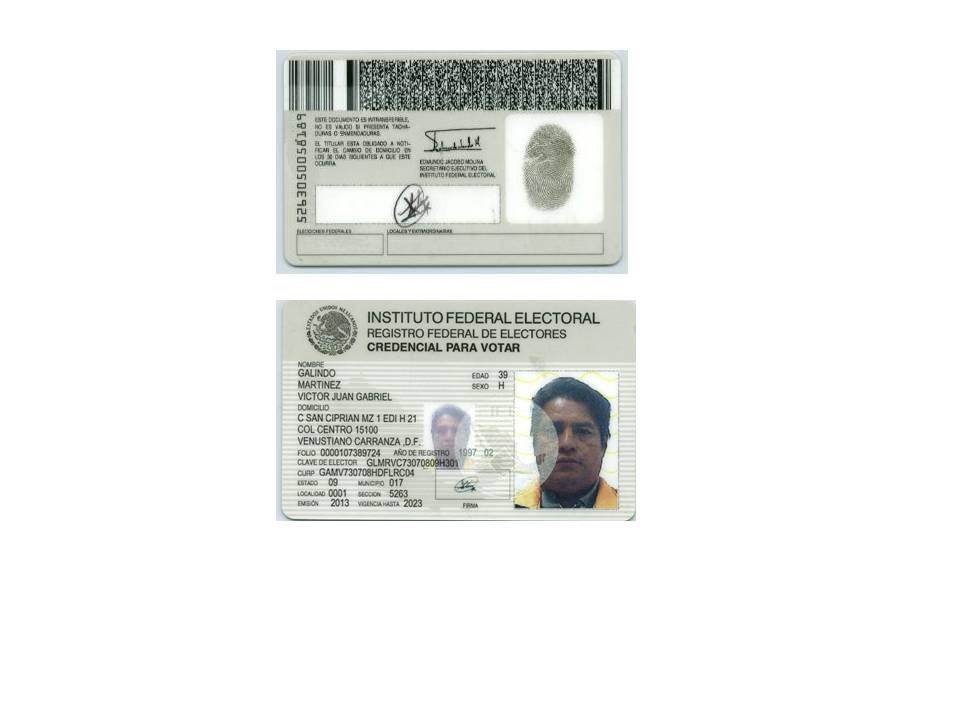 ESTE DOCUMENTO ES INTRANSFERIBLE,
NO ES VALIDO SI PRESENTA TACHA-
DURAS O ENMENDADURAS.
EL TITULAR ESTA OBLIGADO A NOTI-
FICAR EL CAMBIO DE DOMICILIO EN
LOS 30 DIAS SIGUIENTES A QUE ESTE
OCURRA.
EDMUNDO JACOBO MOLINA
SECRETARIO EJECUTIVO DEL
INSTITUTO FEDERAL ELECTORAL
5263050058189
ELECCIONES FEDERALES
LOCALES Y EXTRAORDINARIAS
ESTADOS UNIDOS MEXICANOS
INSTITUTO FEDERAL ELECTORAL
REGISTRO FEDERAL DE ELECTORES
CREDENCIAL PARA VOTAR
NOMBRE
GALINDO
MARTINEZ
VICTOR JUAN GABRIEL
EDAD 39
SEXO H
DOMICILIO
C SAN CIPRIAN MZ 1 EDI H 21
COL CENTRO 15100
VENUSTIANO CARRANZA ,D.F.
FOLIO 0000107389724 AÑO DE REGISTRO 1997 02
CLAVE DE ELECTOR GLMRVC73070809H301
CURP GAMV730708HDFLRC04
ESTADO 09 MUNICIPIO 017
LOCALIDAD 0001 SECCION 5263
EMISIÓN 2013 VIGENCIA HASTA 2023
FIRMA